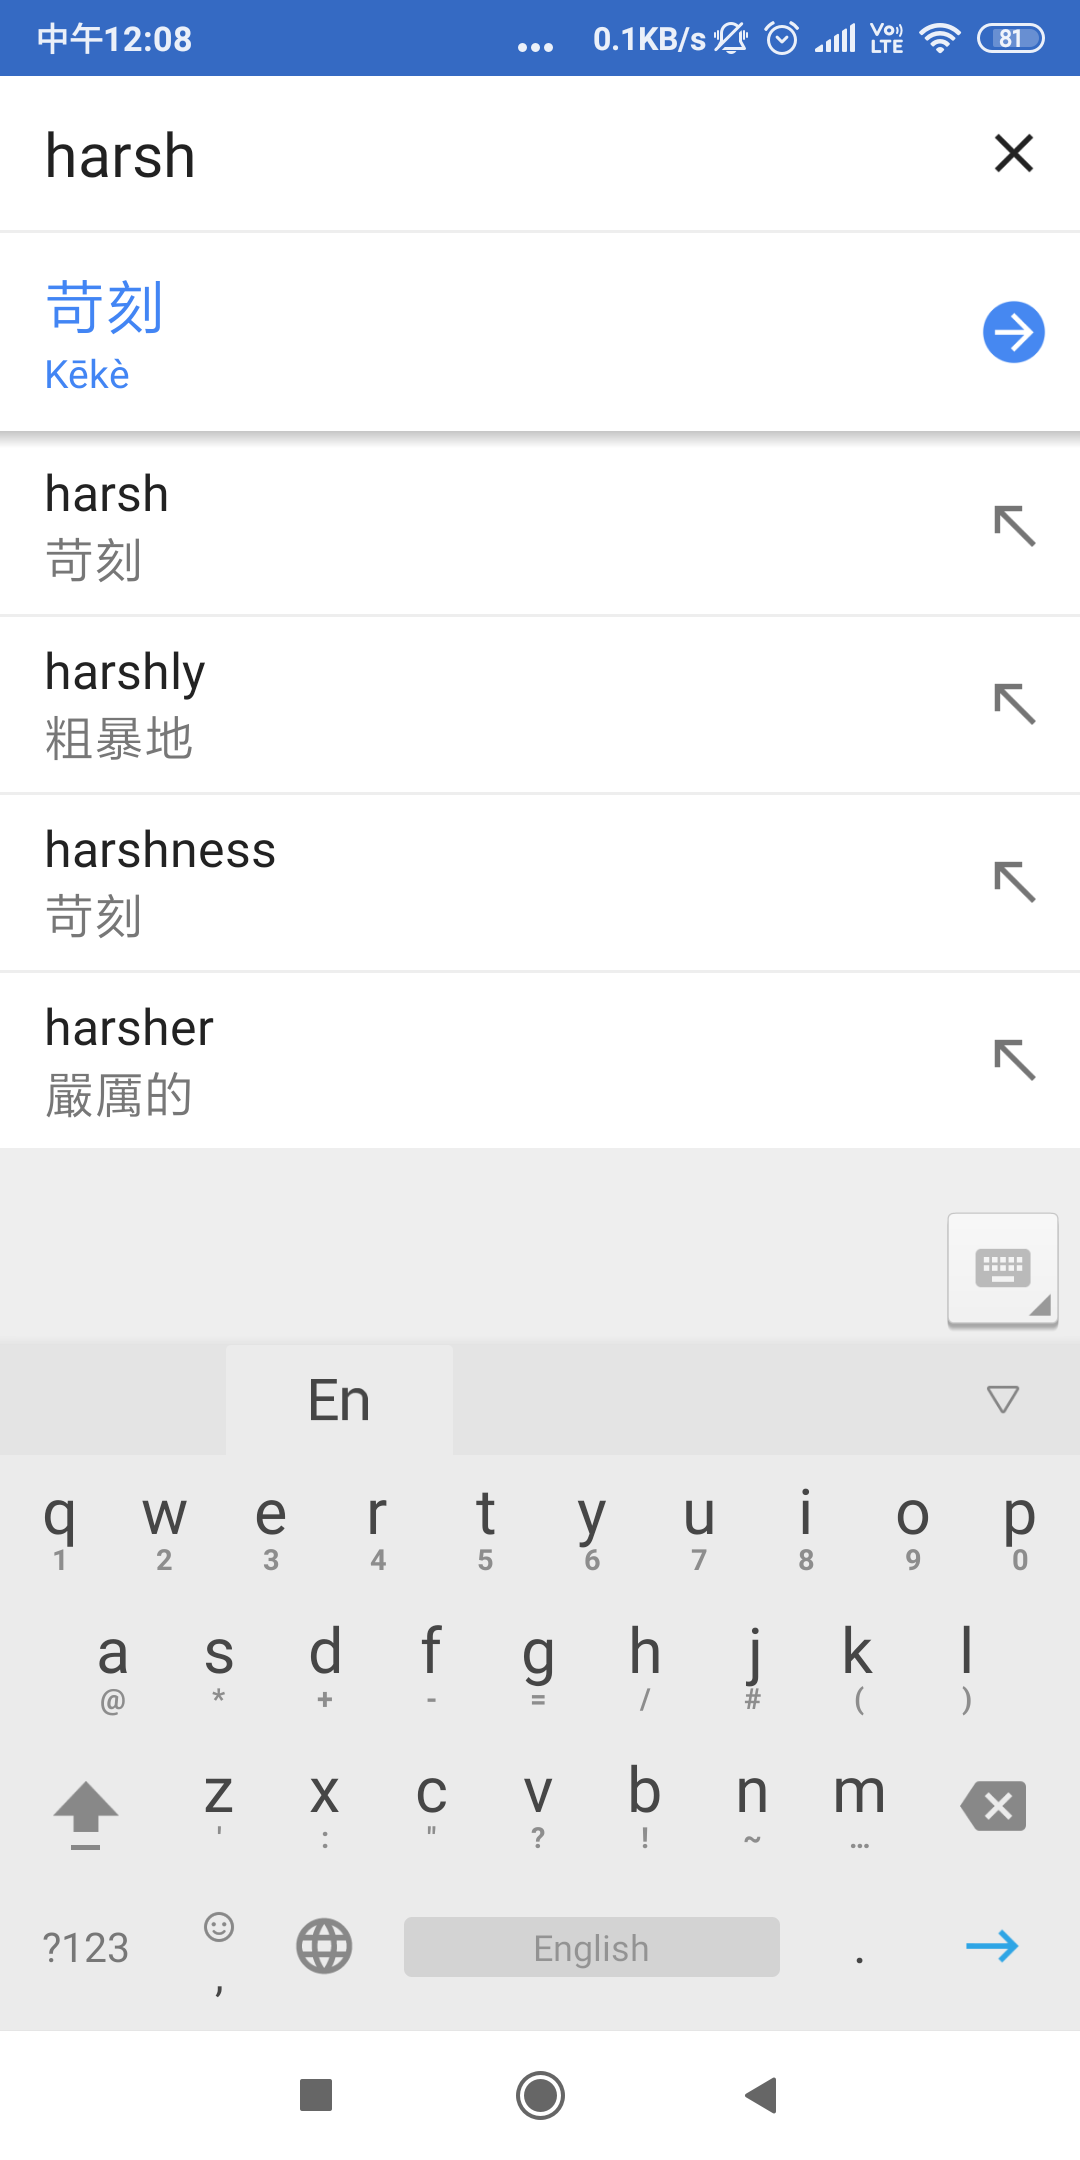 中午12:08 ... 0.1KB/s Vo)) LTE 81
harsh
苛刻
Kēkè
harsh
苛刻
harshly
粗暴地
harshness
苛刻
harsher
嚴厲的
En
q w e r t y u i o p
1 2 3 4 5 6 7 8 9 0
a s d f g h j k l
@ * + - = / # ( )
z x c v b n m
' : " ? ! ~ …
?123 , English .